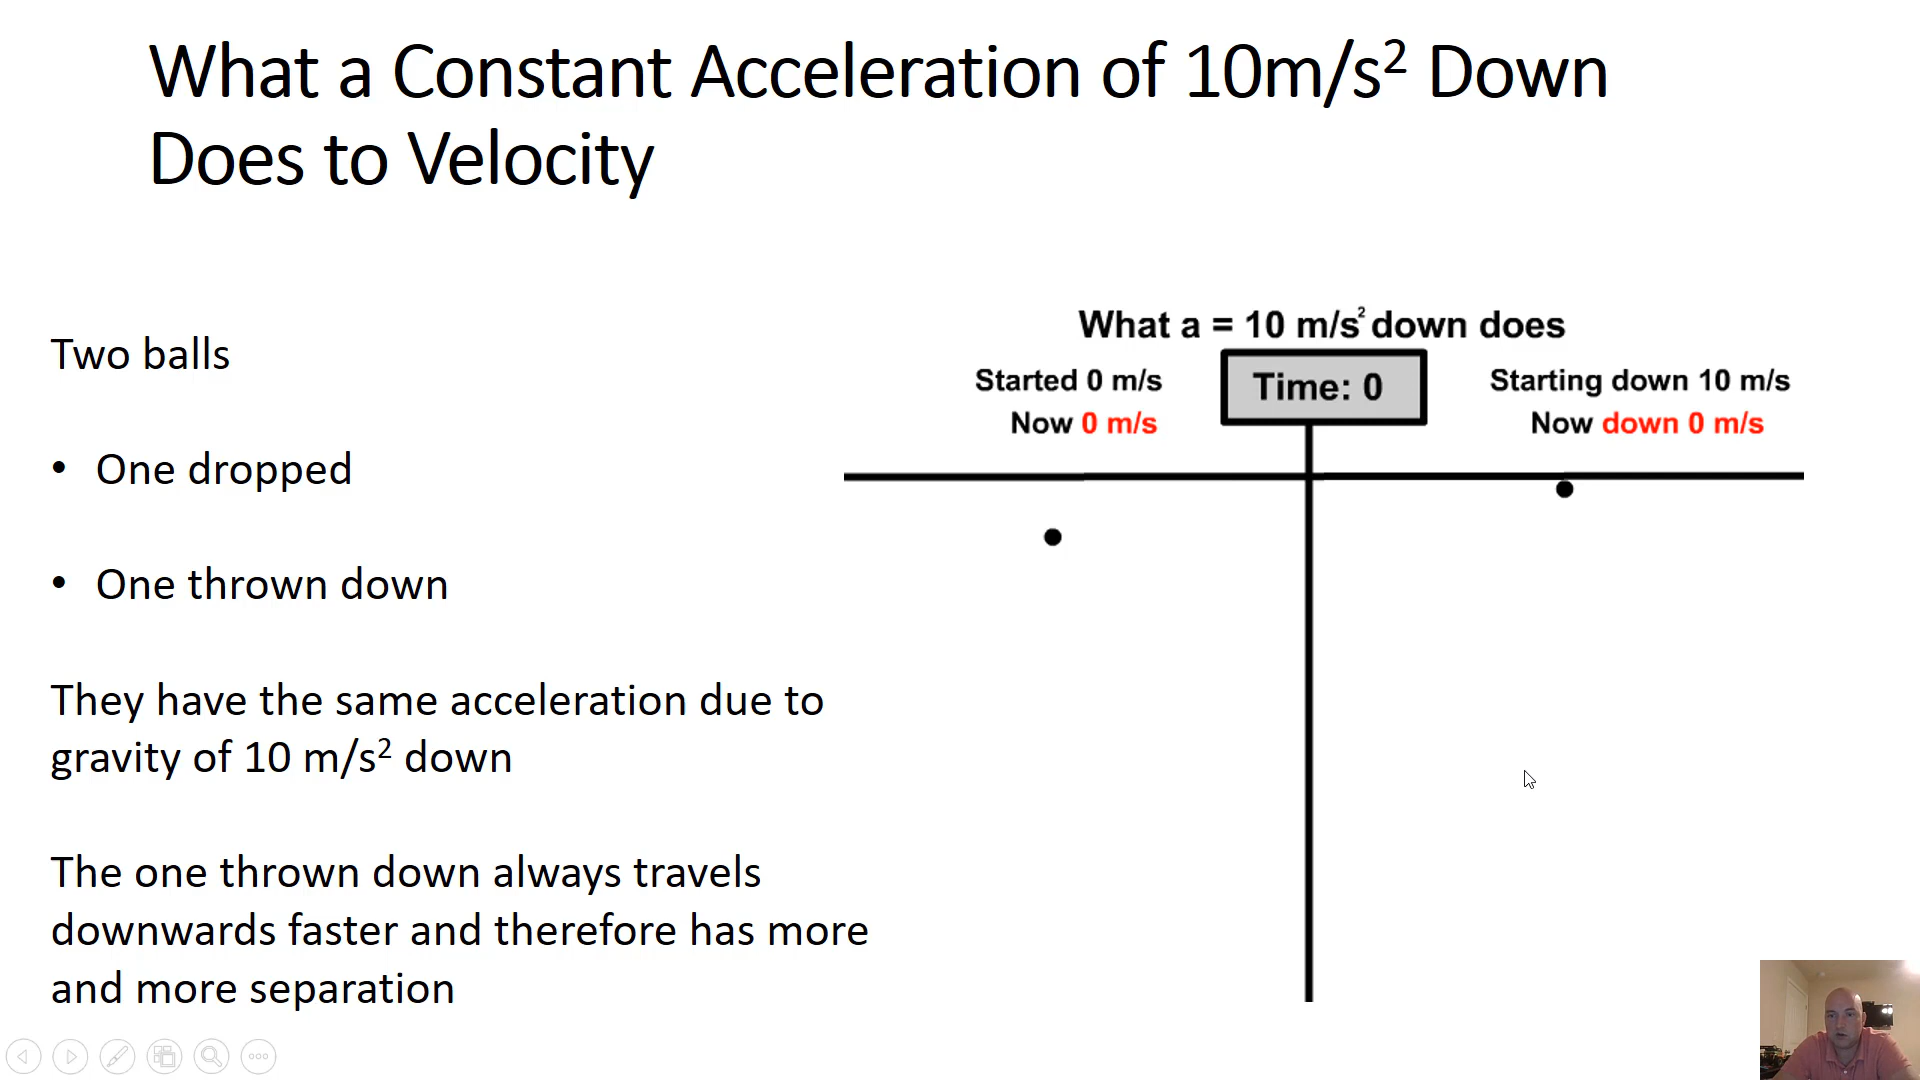 What a Constant Acceleration of 10m/s² Down
Does to Velocity
Two balls
• One dropped
• One thrown down
They have the same acceleration due to
gravity of 10 m/s² down
The one thrown down always travels
downwards faster and therefore has more
and more separation
What a = 10 m/s² down does
Started 0 m/s
Now 0 m/s
Time: 0
Starting down 10 m/s
Now down 0 m/s